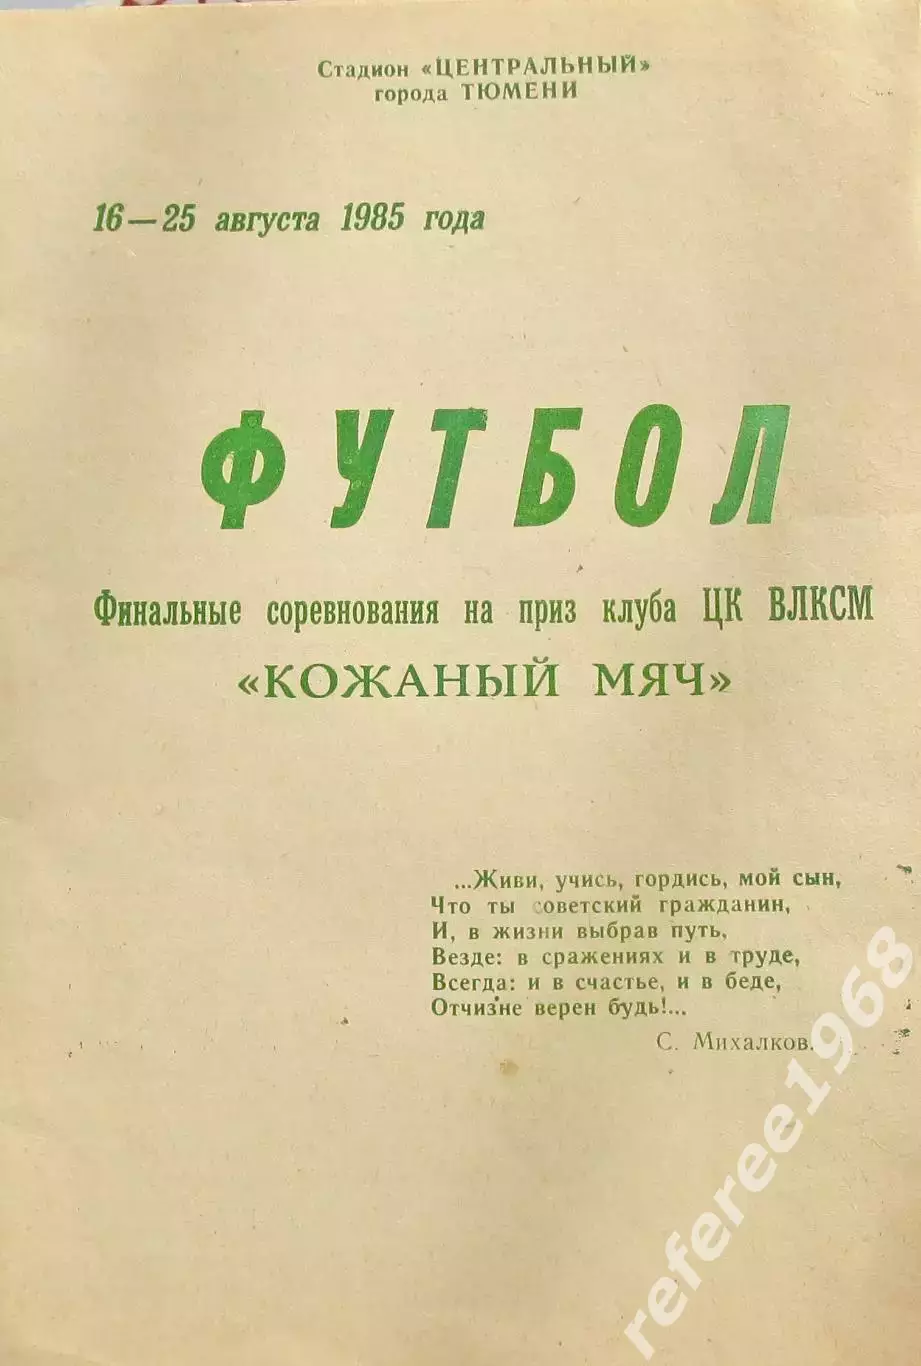 Стадион «ЦЕНТРАЛЬНЫЙ»
города ТЮМЕНИ
16—25 августа 1985 года
ФУТБОЛ
Финальные соревнования на приз клуба ЦК ВЛКСМ
«КОЖАНЫЙ МЯЧ»
...Живи, учись, гордись, мой сын,
Что ты советский гражданин,
И, в жизни выбрав путь,
Везде: в сражениях и в труде,
Всегда: и в счастье, и в беде,
Отчизне верен будь!...
С. Михалков.
referee1968